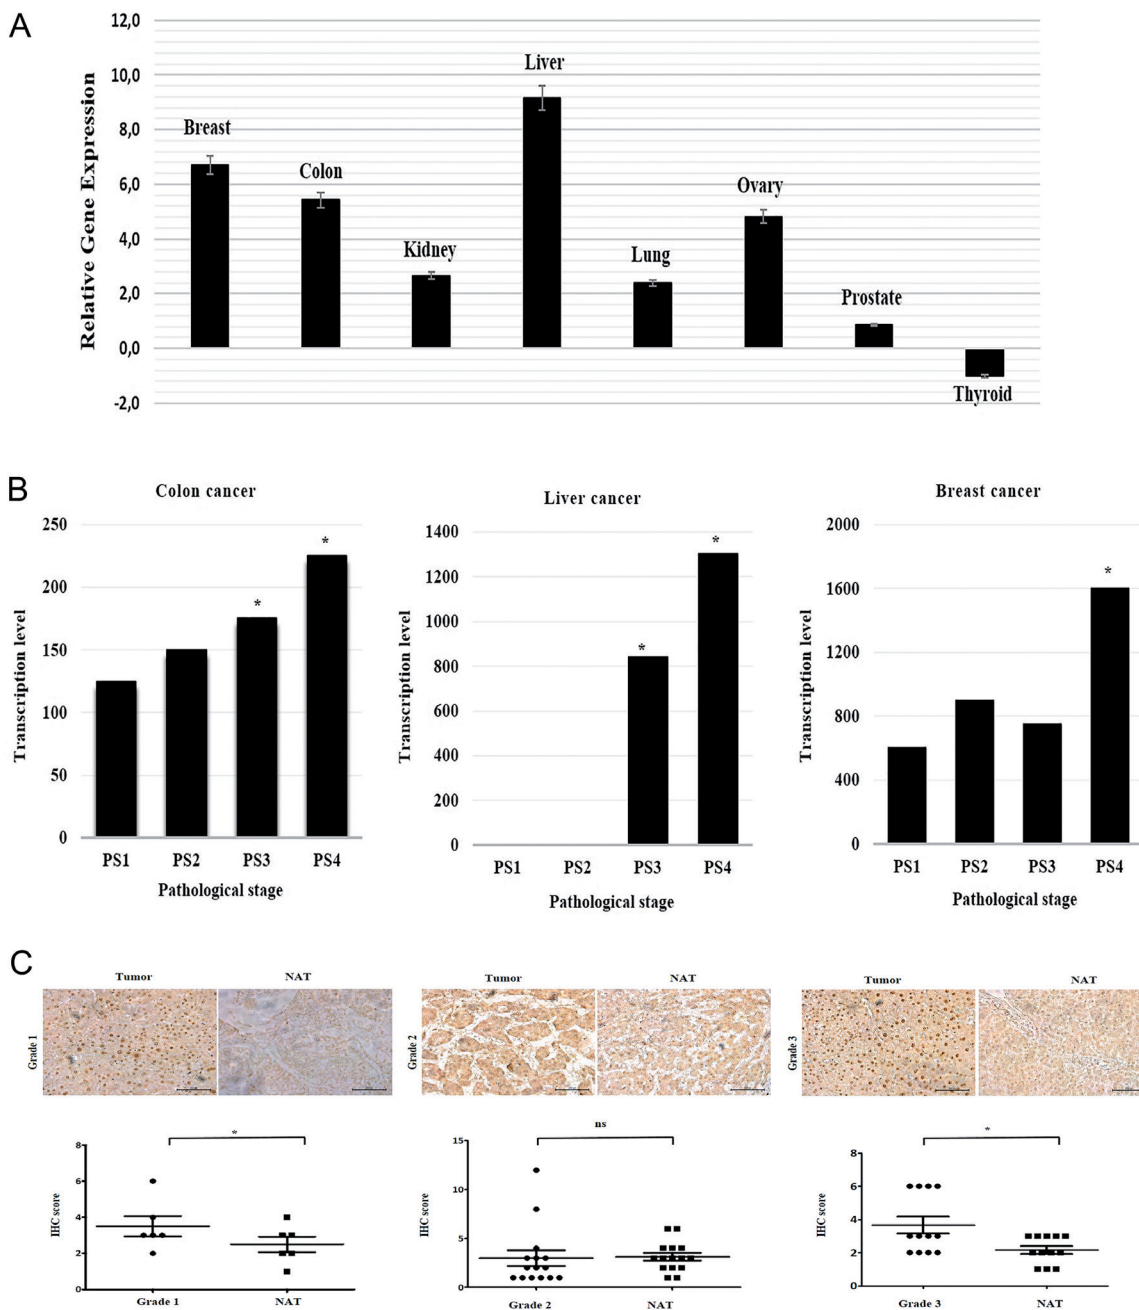 A
Relative Gene Expression
12,0
10,0
8,0
6,0
4,0
2,0
0,0
-2,0
Breast
Colon
Kidney
Liver
Lung
Ovary
Prostate
Thyroid
B
Colon cancer
Transcription level
250
200
150
100
50
0
*
*
PS1 PS2 PS3 PS4
Pathological stage
Liver cancer
Transcription level
1400
1200
1000
800
600
400
200
0
*
*
PS1 PS2 PS3 PS4
Pathological stage
Breast cancer
Transcription level
2000
1600
1200
800
400
0
*
PS1 PS2 PS3 PS4
Pathological stage
C
Tumor NAT
Grade 1
Tumor NAT
Grade 2
Tumor NAT
Grade 3
IHC score
8
6
4
2
0
*
Grade 1 NAT
IHC score
15
10
5
0
ns
Grade 2 NAT
IHC score
8
6
4
2
0
*
Grade 3 NAT